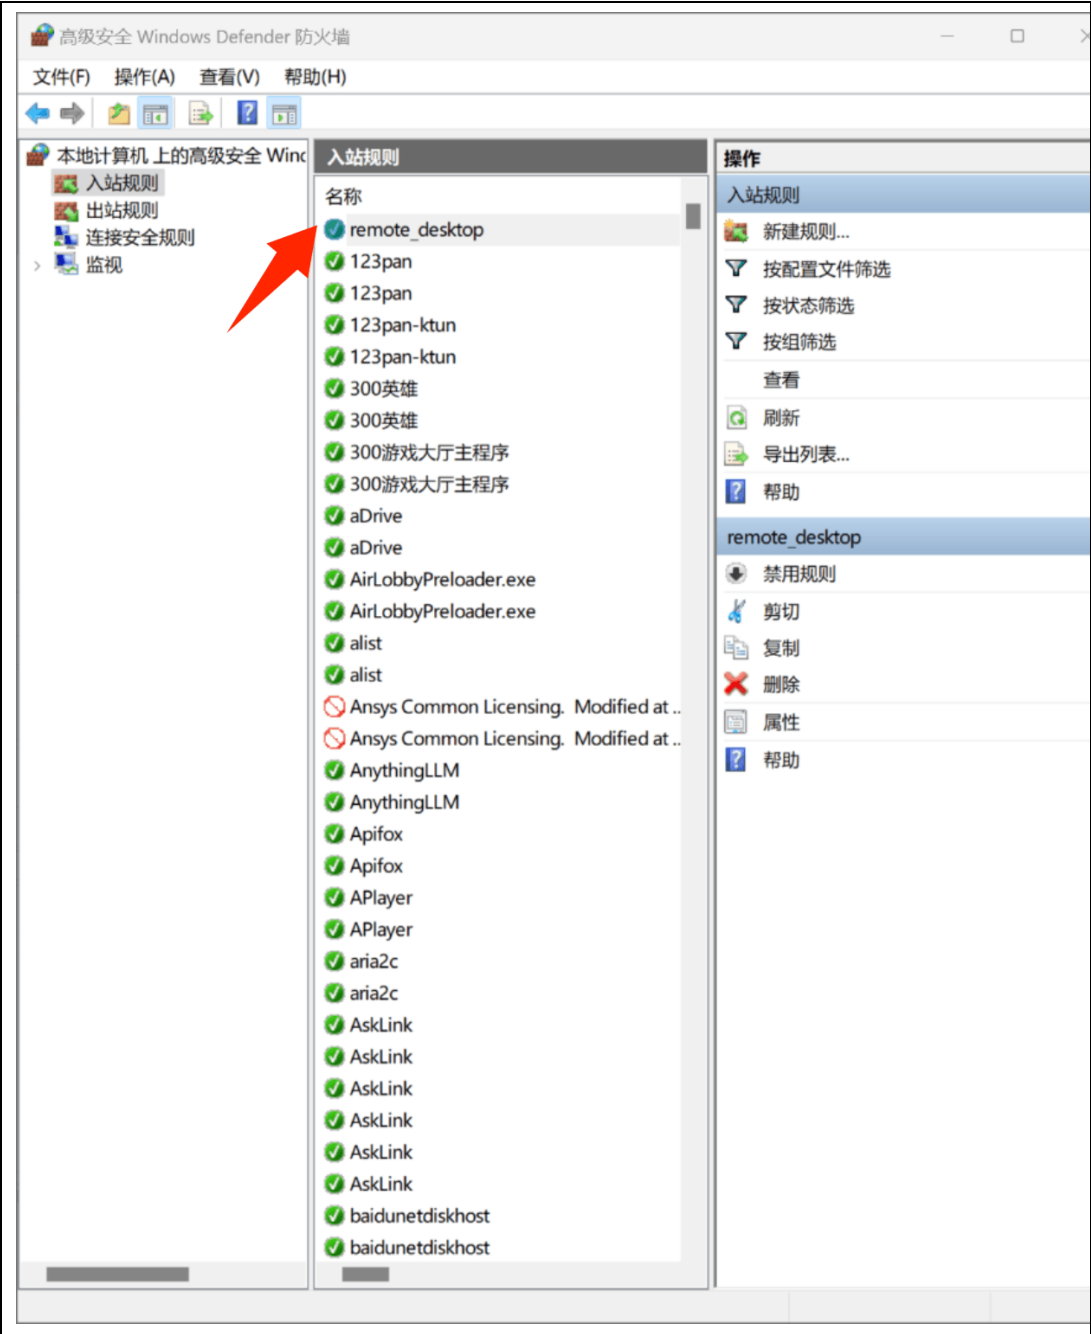 高级安全 Windows Defender 防火墙
文件(F) 操作(A) 查看(V) 帮助(H)
本地计算机 上的高级安全 Winc
入站规则
出站规则
连接安全规则
监视
入站规则
名称
remote_desktop
123pan
123pan
123pan-ktun
123pan-ktun
300英雄
300英雄
300游戏大厅主程序
300游戏大厅主程序
aDrive
aDrive
AirLobbyPreloader.exe
AirLobbyPreloader.exe
alist
alist
Ansys Common Licensing. Modified at ..
Ansys Common Licensing. Modified at ..
AnythingLLM
AnythingLLM
Apifox
Apifox
APlayer
APlayer
aria2c
aria2c
AskLink
AskLink
AskLink
AskLink
AskLink
AskLink
baidunetdiskhost
baidunetdiskhost
操作
入站规则
新建规则...
按配置文件筛选
按状态筛选
按组筛选
查看
刷新
导出列表...
帮助
remote_desktop
禁用规则
剪切
复制
删除
属性
帮助